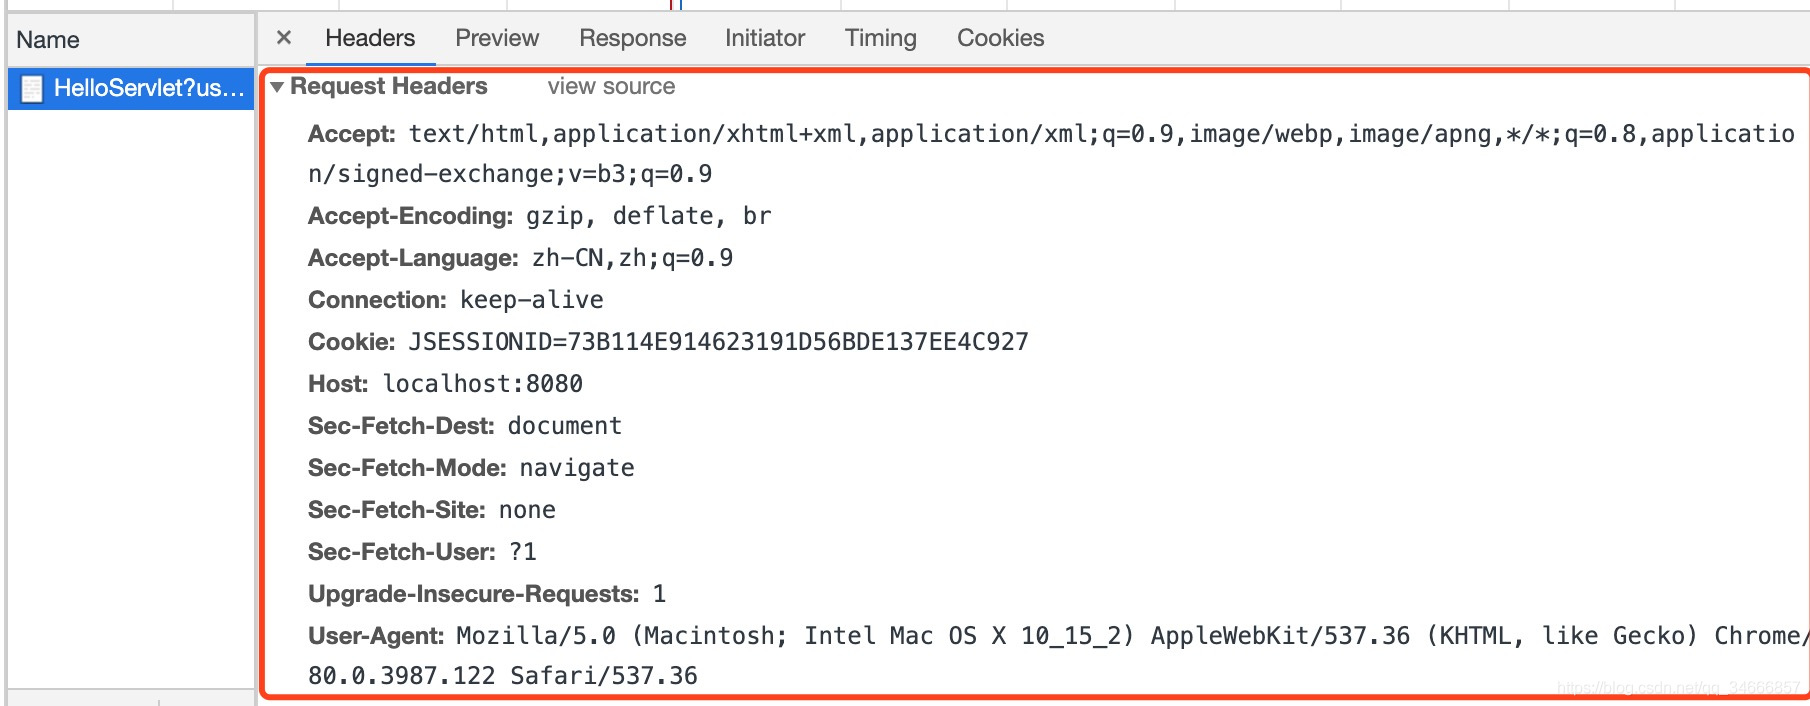 Name
Headers Preview Response Initiator Timing Cookies
HelloServlet?us...
Request Headers view source
Accept: text/html,application/xhtml+xml,application/xml;q=0.9,image/webp,image/apng,*/*;q=0.8,applicatio
n/signed-exchange;v=b3;q=0.9
Accept-Encoding: gzip, deflate, br
Accept-Language: zh-CN,zh;q=0.9
Connection: keep-alive
Cookie: JSESSIONID=73B114E914623191D56BDE137EE4C927
Host: localhost:8080
Sec-Fetch-Dest: document
Sec-Fetch-Mode: navigate
Sec-Fetch-Site: none
Sec-Fetch-User: ?1
Upgrade-Insecure-Requests: 1
User-Agent: Mozilla/5.0 (Macintosh; Intel Mac OS X 10_15_2) AppleWebKit/537.36 (KHTML, like Gecko) Chrome/
80.0.3987.122 Safari/537.36
https://blog.csdn.net/qq_34666857